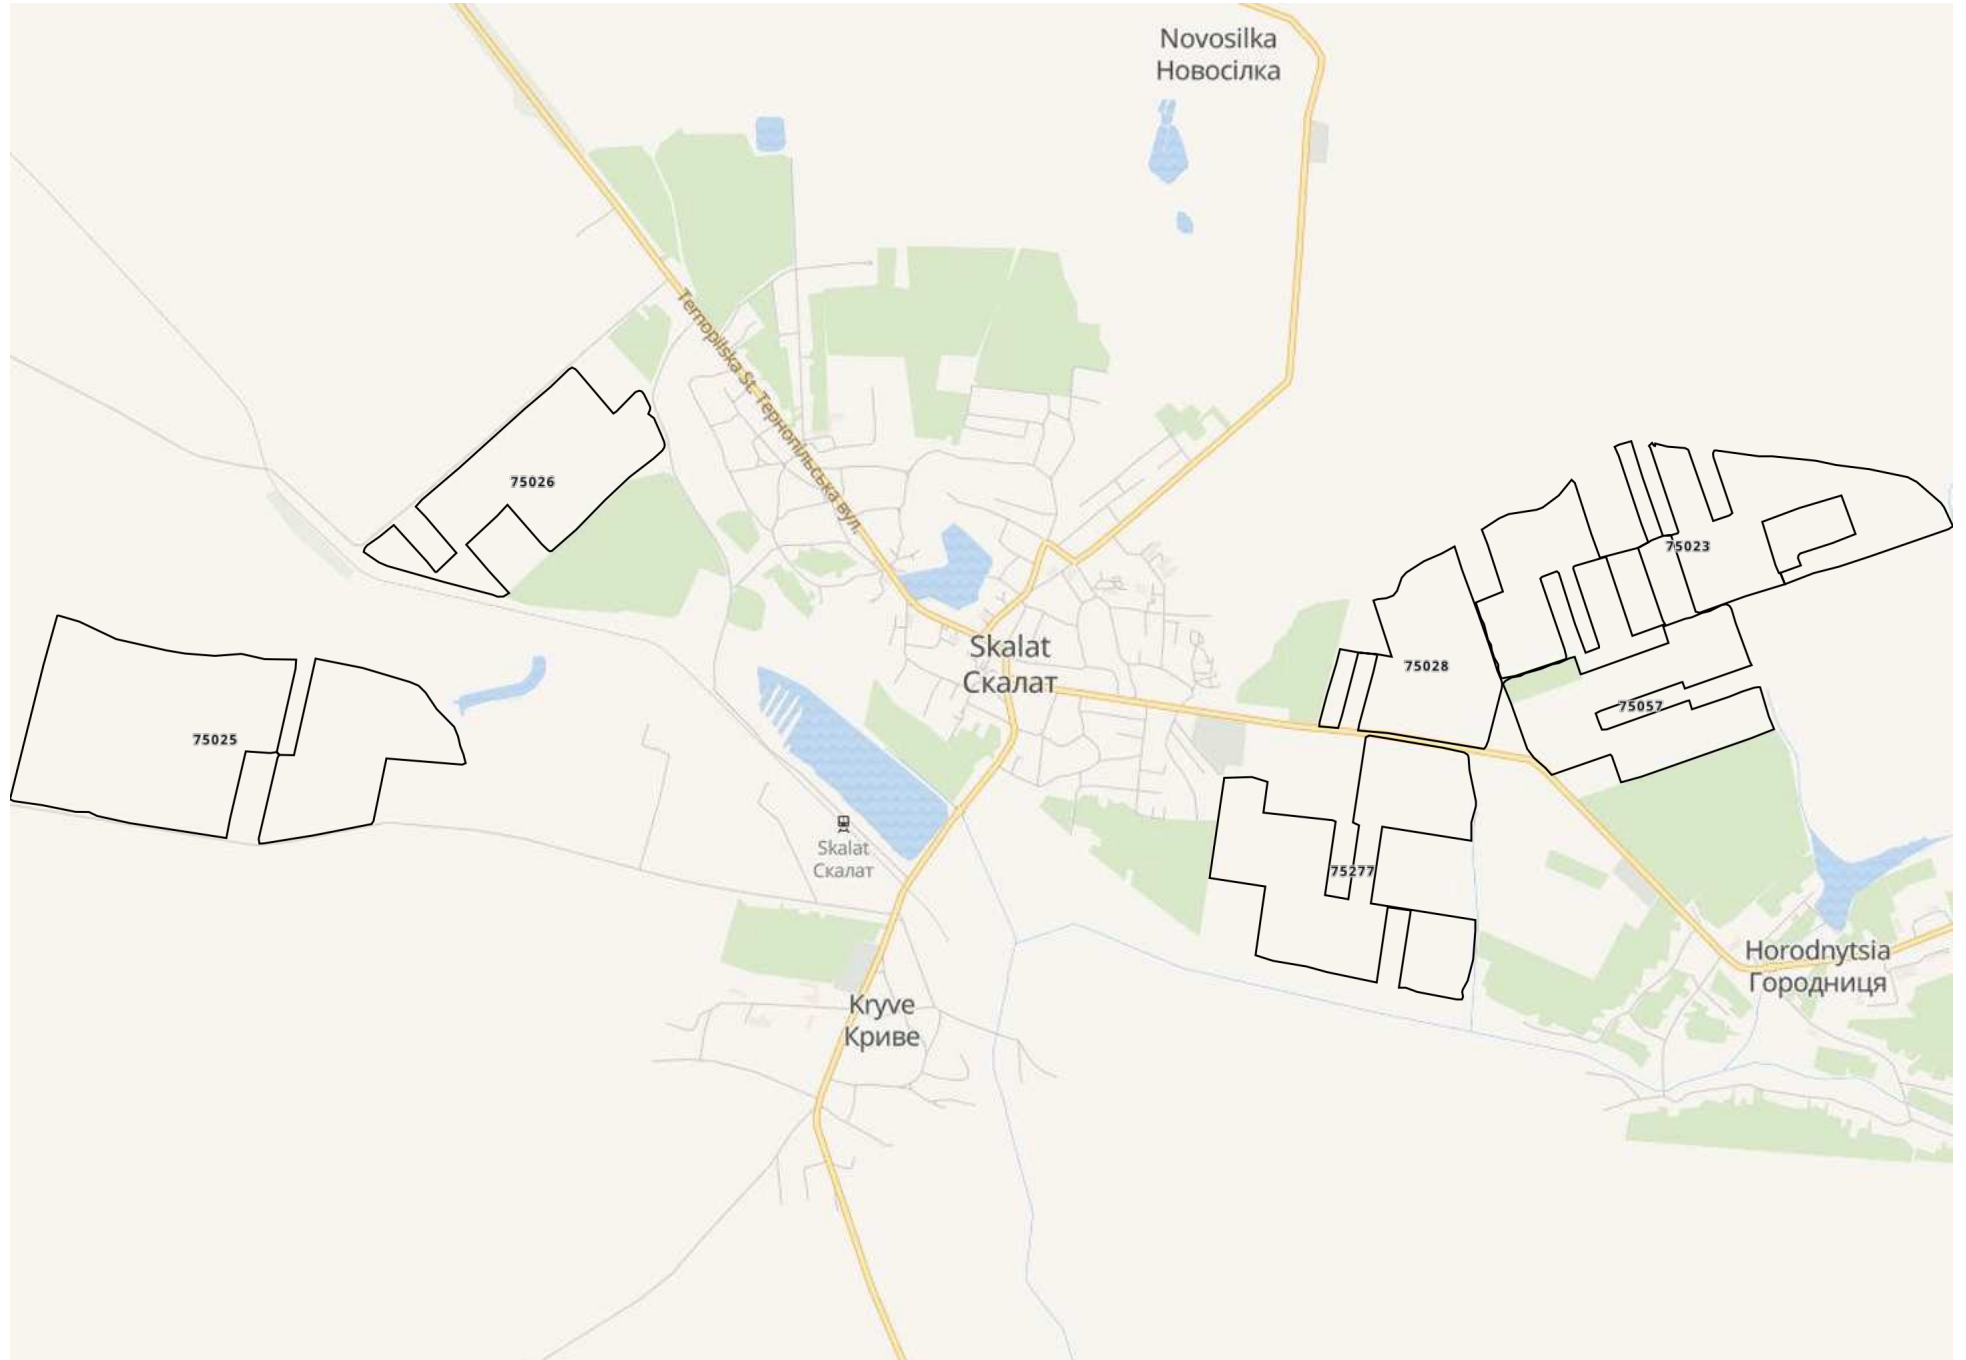 Novosilka
Новосілка
Ternopilska St. Тернопільська вул.
75026
75023
Skalat
Скалат
75028
75057
75025
Skalat
Скалат
75277
Horodnytsia
Городниця
Kryve
Криве